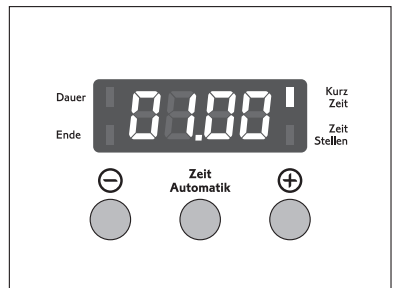 Dauer
Ende
01.00
Kurz
Zeit
Zeit
Stellen
Zeit
Automatik